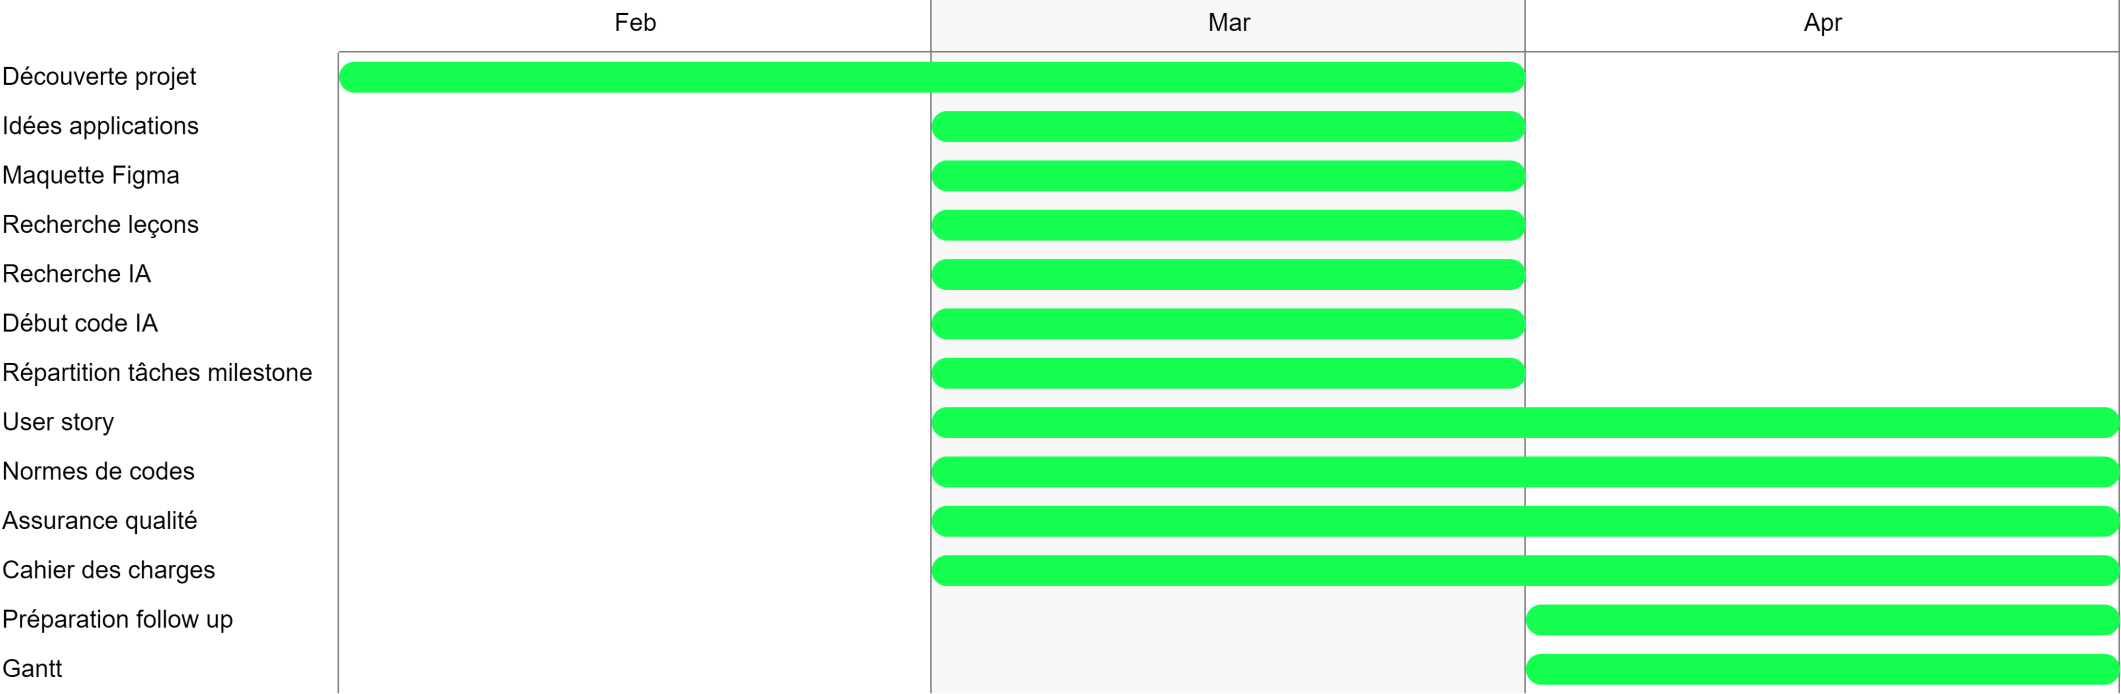 Feb Mar Apr
Découverte projet
Idées applications
Maquette Figma
Recherche leçons
Recherche IA
Début code IA
Répartition tâches milestone
User story
Normes de codes
Assurance qualité
Cahier des charges
Préparation follow up
Gantt